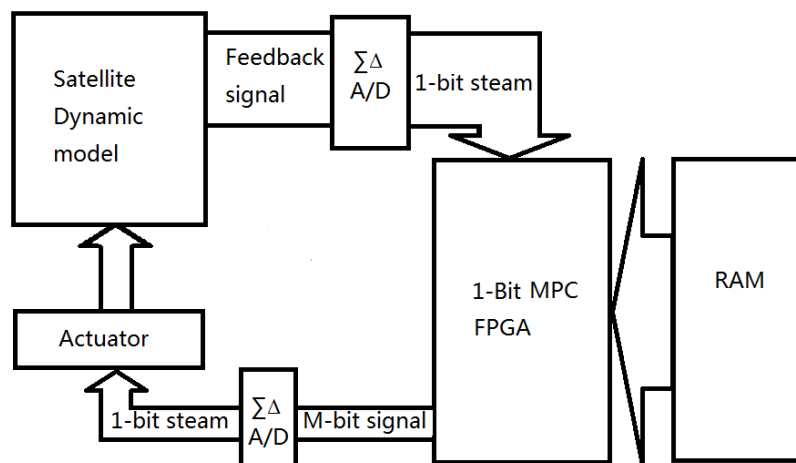 Satellite
Dynamic
model
Feedback
signal
∑Δ
A/D
1-bit steam
1-Bit MPC
FPGA
RAM
Actuator
1-bit steam
∑Δ
A/D
M-bit signal